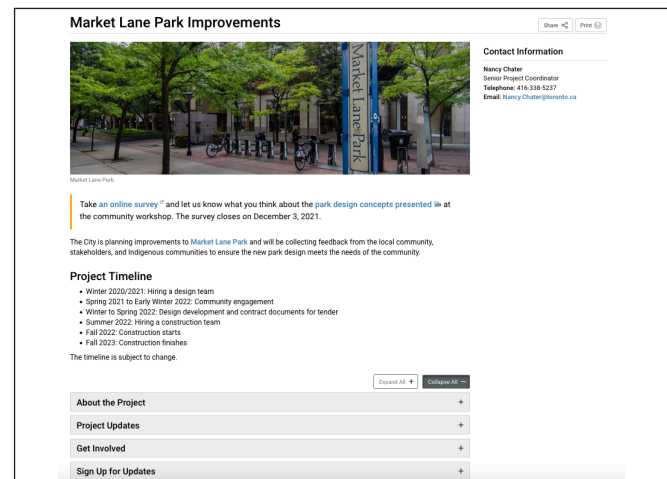 Market Lane Park Improvements
Share
Print
Market Lane Park
Market Lane Park.
Contact Information
Nancy Chater
Senior Project Coordinator
Telephone: 416-338-5237
Email: Nancy.Chater@toronto.ca
Take an online survey and let us know what you think about the park design concepts presented at
the community workshop. The survey closes on December 3, 2021.
The City is planning improvements to Market Lane Park and will be collecting feedback from the local community,
stakeholders, and Indigenous communities to ensure the new park design meets the needs of the community.
Project Timeline
• Winter 2020/2021: Hiring a design team
• Spring 2021 to Early Winter 2022: Community engagement
• Winter to Spring 2022: Design development and contract documents for tender
• Summer 2022: Hiring a construction team
• Fall 2022: Construction starts
• Fall 2023: Construction finishes
The timeline is subject to change.
Expand All +
Collapse All −
About the Project +
Project Updates +
Get Involved +
Sign Up for Updates +